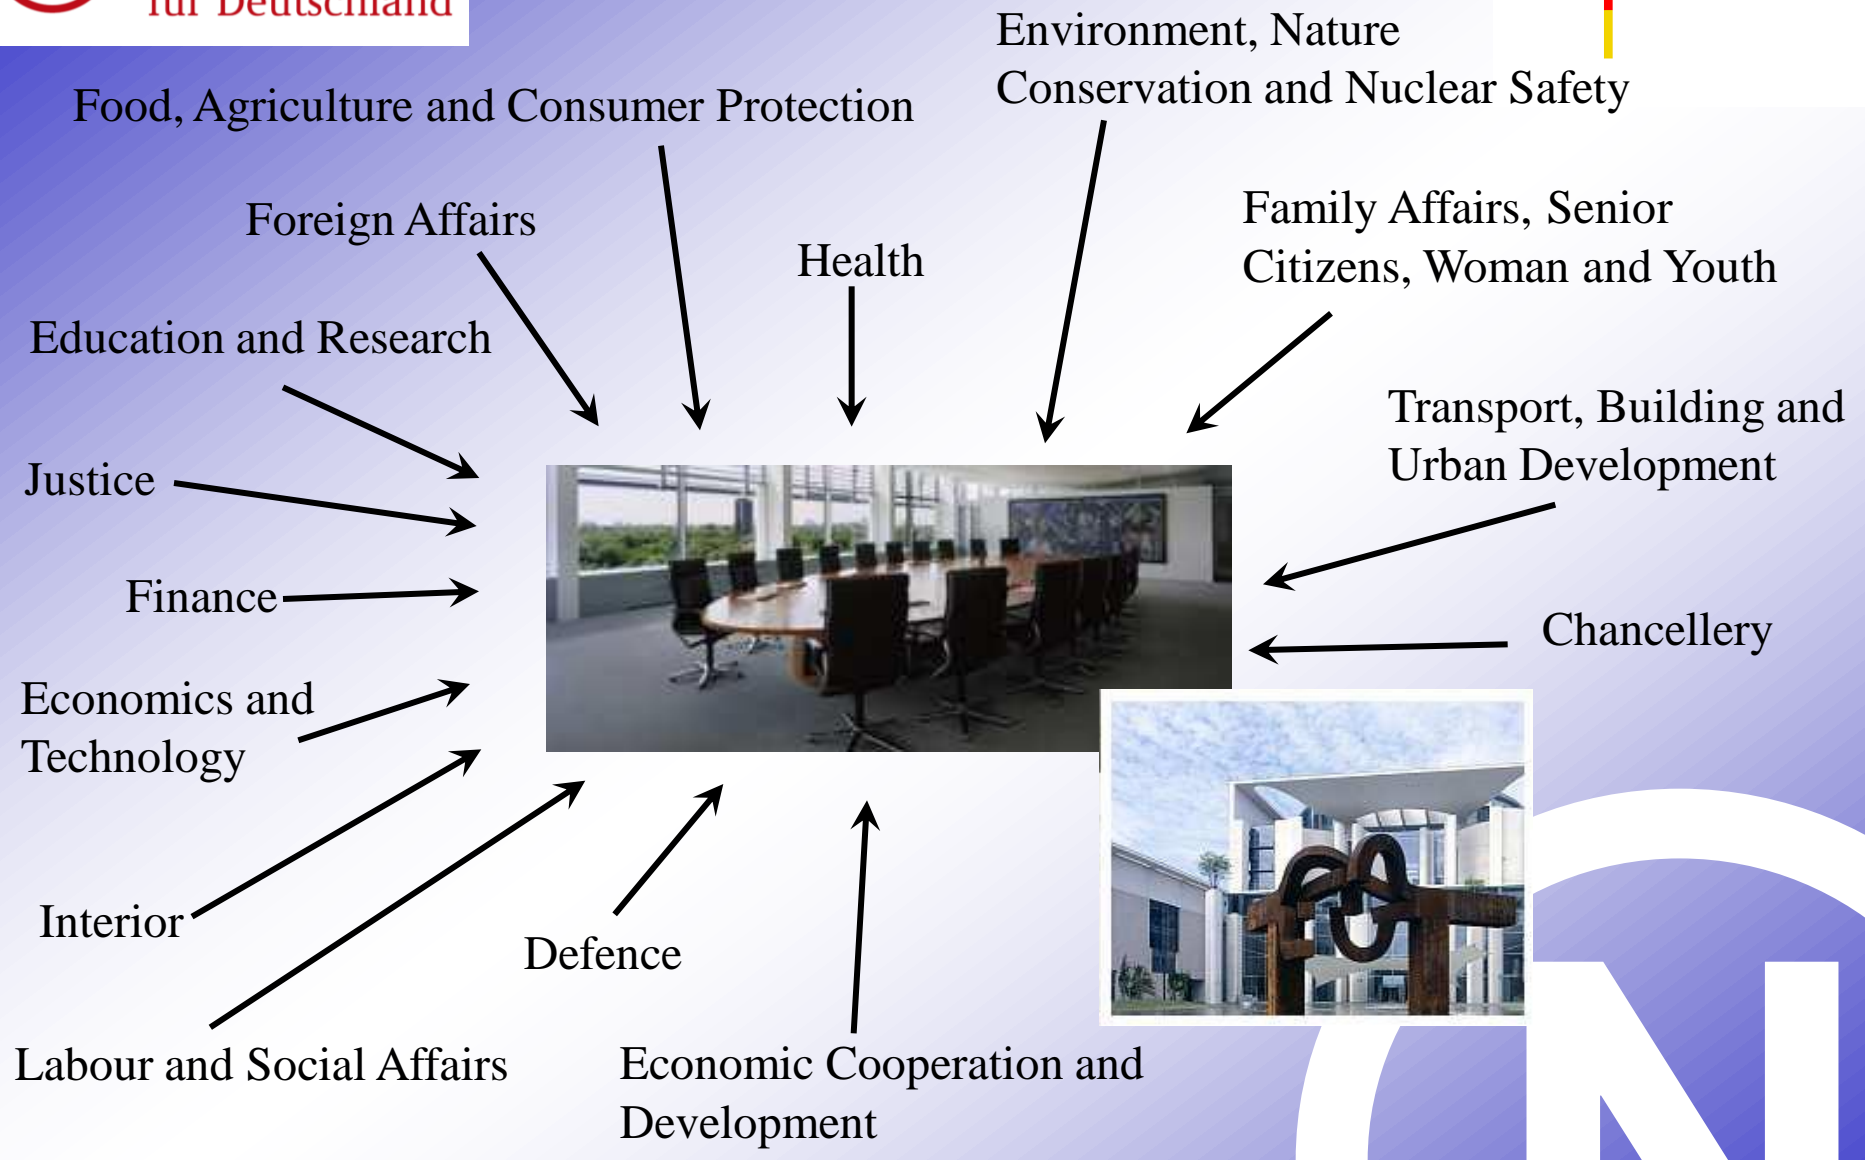 für Deutschland
Environment, Nature
Conservation and Nuclear Safety
Food, Agriculture and Consumer Protection
Foreign Affairs
Health
Family Affairs, Senior
Citizens, Woman and Youth
Education and Research
Transport, Building and
Urban Development
Justice
Finance
Chancellery
Economics and
Technology
Interior
Defence
Labour and Social Affairs
Economic Cooperation and
Development
N